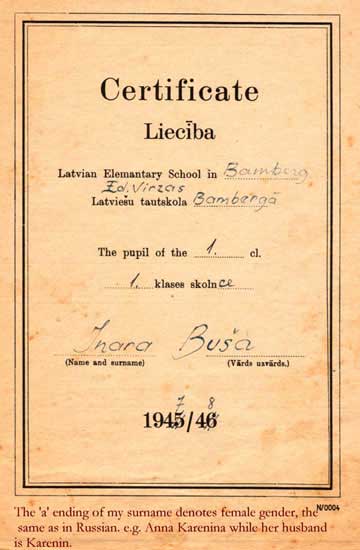 Certificate
Liecība
Latvian Elemantary School in Bamberg
Ed. Virzas
Latviešu tautskola Bambergā
The pupil of the 1. cl.
1. klases skolnce
Inara Buša
(Name and surname) (Vārds uzvārds.)
7 8
1945/46
N/0004
The 'a' ending of my surname denotes female gender, the
same as in Russian. e.g. Anna Karenina while her husband
is Karenin.